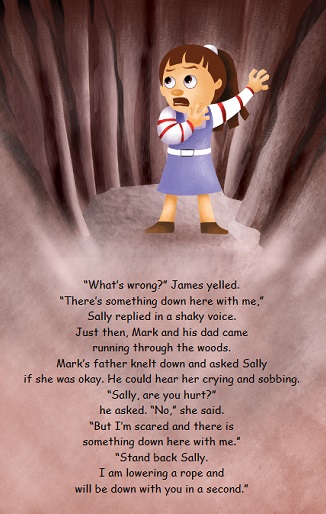 “What’s wrong?” James yelled.
“There’s something down here with me,”
Sally replied in a shaky voice.
Just then, Mark and his dad came
running through the woods.
Mark’s father knelt down and asked Sally
if she was okay. He could hear her crying and sobbing.
“Sally, are you hurt?”
he asked. “No,” she said.
“But I’m scared and there is
something down here with me.”
“Stand back Sally.
I am lowering a rope and
will be down with you in a second.”